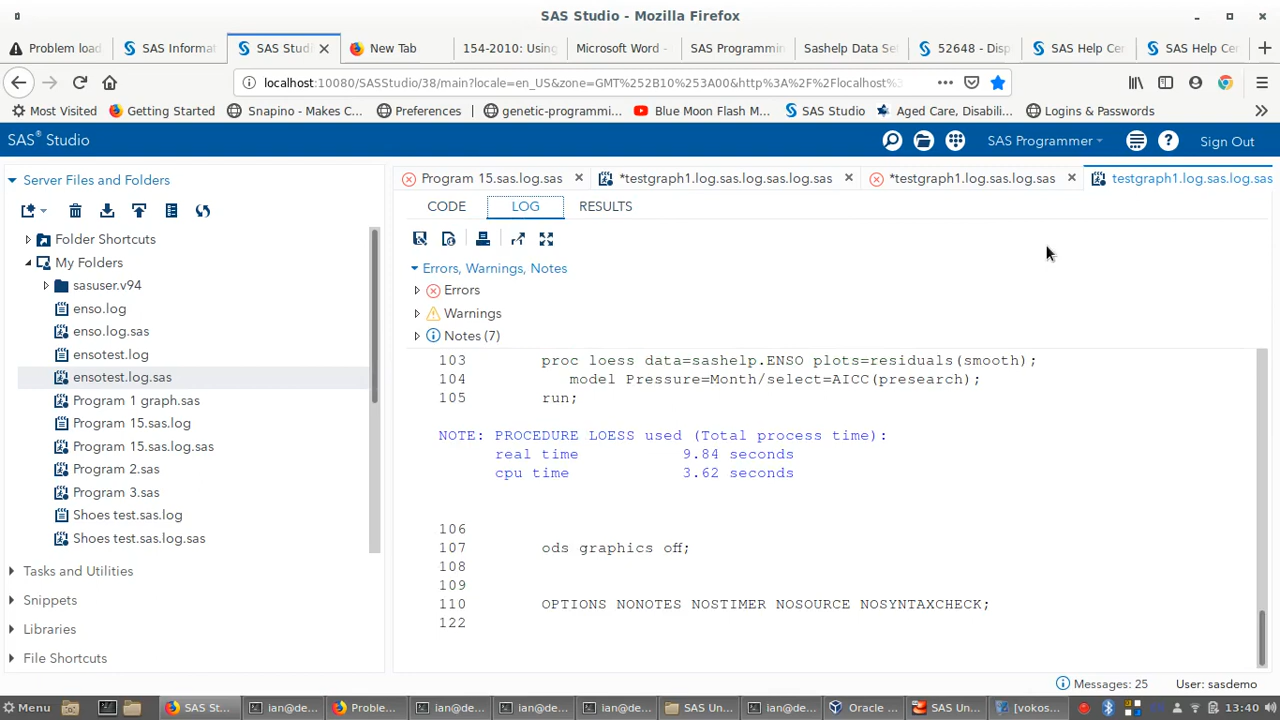 SAS Studio - Mozilla Firefox
Problem load
SAS Informat
SAS Studi
New Tab
154-2010: Using
Microsoft Word -
SAS Programmin
Sashelp Data Se
52648 - Disp
SAS Help Cen
SAS Help Cen
localhost:10080/SASStudio/38/main?locale=en_US&zone=GMT%252B10%253A00&http%3A%2F%2Flocalhost%
Most Visited
Getting Started
Snapino - Makes C...
Preferences
genetic-programmi...
Blue Moon Flash M...
SAS Studio
Aged Care, Disabili...
Logins & Passwords
SAS® Studio
SAS Programmer
Sign Out
Server Files and Folders
Folder Shortcuts
My Folders
sasuser.v94
enso.log
enso.log.sas
ensotest.log
ensotest.log.sas
Program 1 graph.sas
Program 15.sas.log
Program 15.sas.log.sas
Program 2.sas
Program 3.sas
Shoes test.sas.log
Shoes test.sas.log.sas
Tasks and Utilities
Snippets
Libraries
File Shortcuts
Program 15.sas.log.sas
*testgraph1.log.sas.log.sas.log.sas
*testgraph1.log.sas.log.sas
testgraph1.log.sas.log.sas
CODE
LOG
RESULTS
Errors, Warnings, Notes
Errors
Warnings
Notes (7)
103 proc loess data=sashelp.ENSO plots=residuals(smooth);
104 model Pressure=Month/select=AICC(presearch);
105 run;
NOTE: PROCEDURE LOESS used (Total process time):
real time 9.84 seconds
cpu time 3.62 seconds
106
107 ods graphics off;
108
109
110 OPTIONS NONOTES NOSTIMER NOSOURCE NOSYNTAXCHECK;
122
Messages: 25
User: sasdemo
Menu
SAS St...
ian@de...
Proble...
ian@de...
ian@de...
ian@de...
SAS Un...
ian@de...
Oracle ...
SAS Un...
[vokos...
13:40